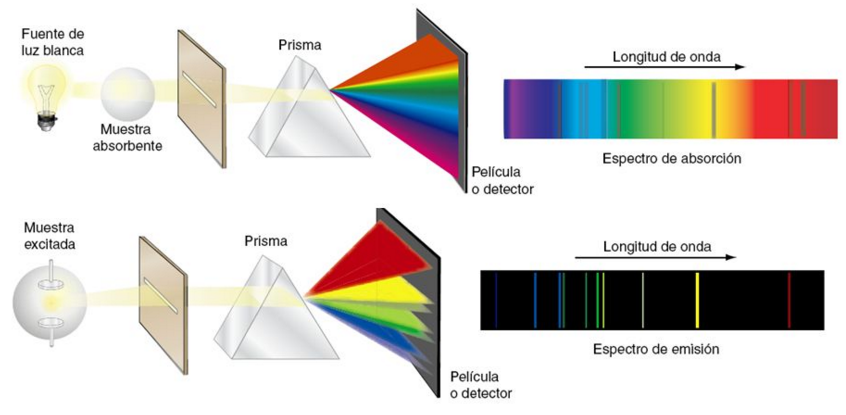 Fuente de
luz blanca
Muestra
absorbente
Prisma
Película
o detector
Longitud de onda
Espectro de absorción
Muestra
excitada
Prisma
Película
o detector
Longitud de onda
Espectro de emisión